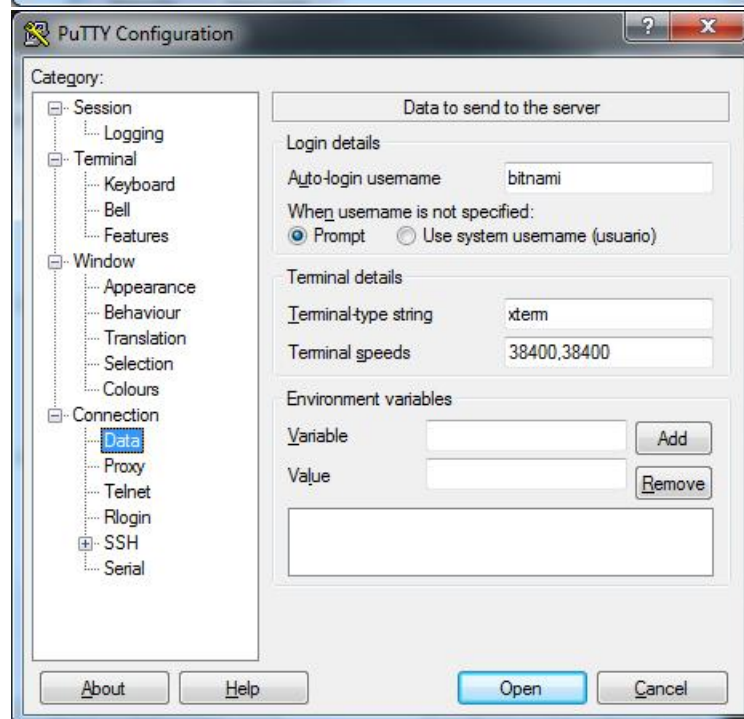 PuTTY Configuration
?
X
Category:
Session
Logging
Terminal
Keyboard
Bell
Features
Window
Appearance
Behaviour
Translation
Selection
Colours
Connection
Data
Proxy
Telnet
Rlogin
SSH
Serial
Data to send to the server
Login details
Auto-login username bitnami
When username is not specified:
Prompt Use system username (usuario)
Terminal details
Terminal-type string xterm
Terminal speeds 38400,38400
Environment variables
Variable Add
Value Remove
About Help Open Cancel